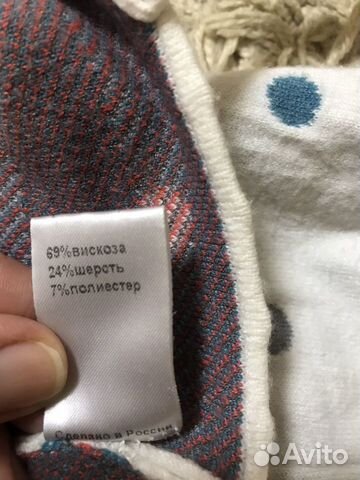 69%вискоза
24%шерсть
7%полиестер
Сделано в России
Avito